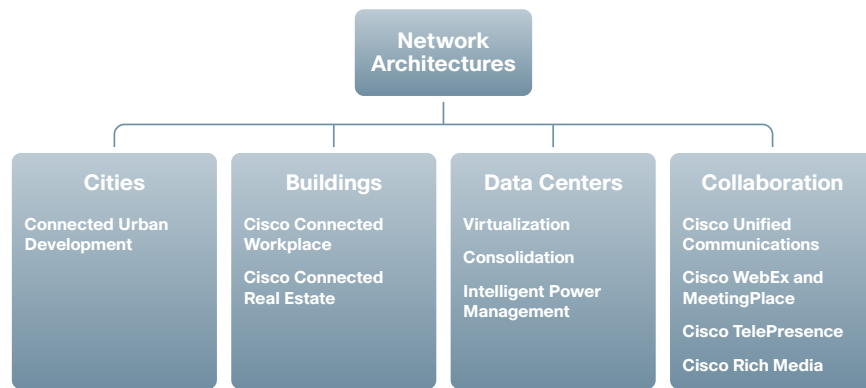 Network
Architectures
Cities
Connected Urban
Development
Buildings
Cisco Connected
Workplace
Cisco Connected
Real Estate
Data Centers
Virtualization
Consolidation
Intelligent Power
Management
Collaboration
Cisco Unified
Communications
Cisco WebEx and
MeetingPlace
Cisco TelePresence
Cisco Rich Media